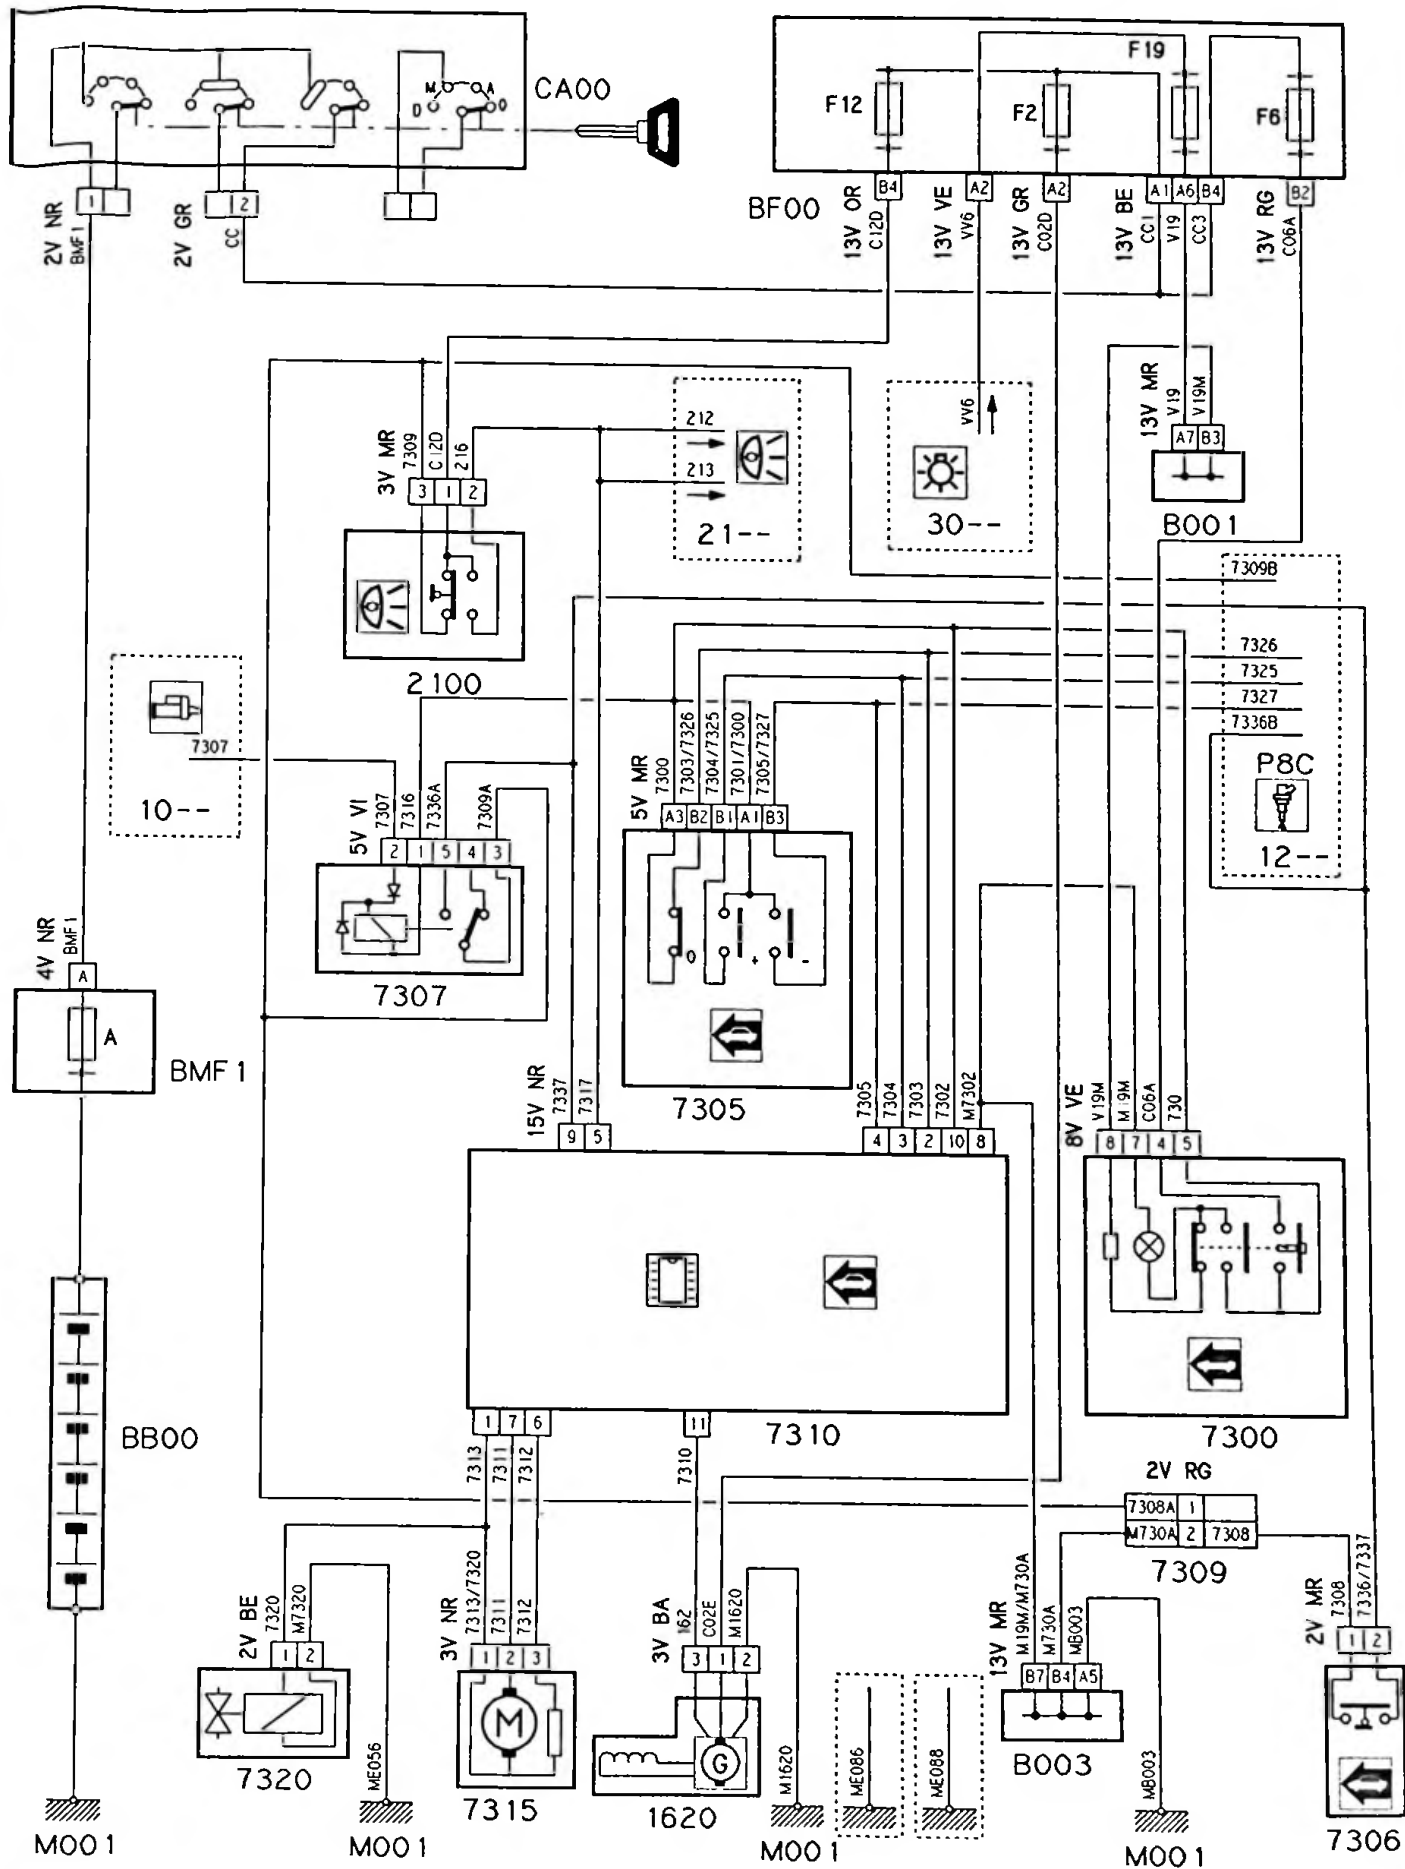 CA00
M A
D O
1
2
2V NR
BMF1
2V GR
CC
F12
F2
F19
F6
BF00
B4
A2
A2
A1 A6 B4
B2
13V OR
C12D
13V VE
VV6
13V GR
C02D
13V BE
CC1
V19
CC3
13V RG
C06A
3V MR
7309
C12D
216
3 1 2
2100
212
213
21--
VV6
30--
13V MR
V19
V19M
A7 B3
B001
7309B
7326
7325
7327
7336B
P8C
12--
7307
10--
5V VI
7307
7316
7336A
7309A
2 1 5 4 3
7307
5V MR
7300
7303/7326
7304/7325
7301/7300
7305/7327
A3 B2 B1 A1 B3
0 + -
7305
4V NR
BMF1
A
A
BMF1
15V NR
7337
7317
9 5
7305
7304
7303
7302
M7302
4 3 2 10 8
8V VE
V19M
M19M
C06A
730
8 7 4 5
7300
BB00
1 7 6
11
7310
7313
7311
7312
7310
2V RG
7308A 1
M730A 2 7308
7309
2V BE
7320
M7320
1 2
7320
ME056
M001
M001
3V NR
7313/7320
7311
7312
1 2 3
M
7315
3V BA
162
C02E
M1620
3 1 2
G
1620
M1620
M001
ME086
ME088
13V MR
M19M/M730A
M730A
MB003
B7 B4 A5
B003
MB003
M001
2V MR
7308
7336/7337
1 2
7306